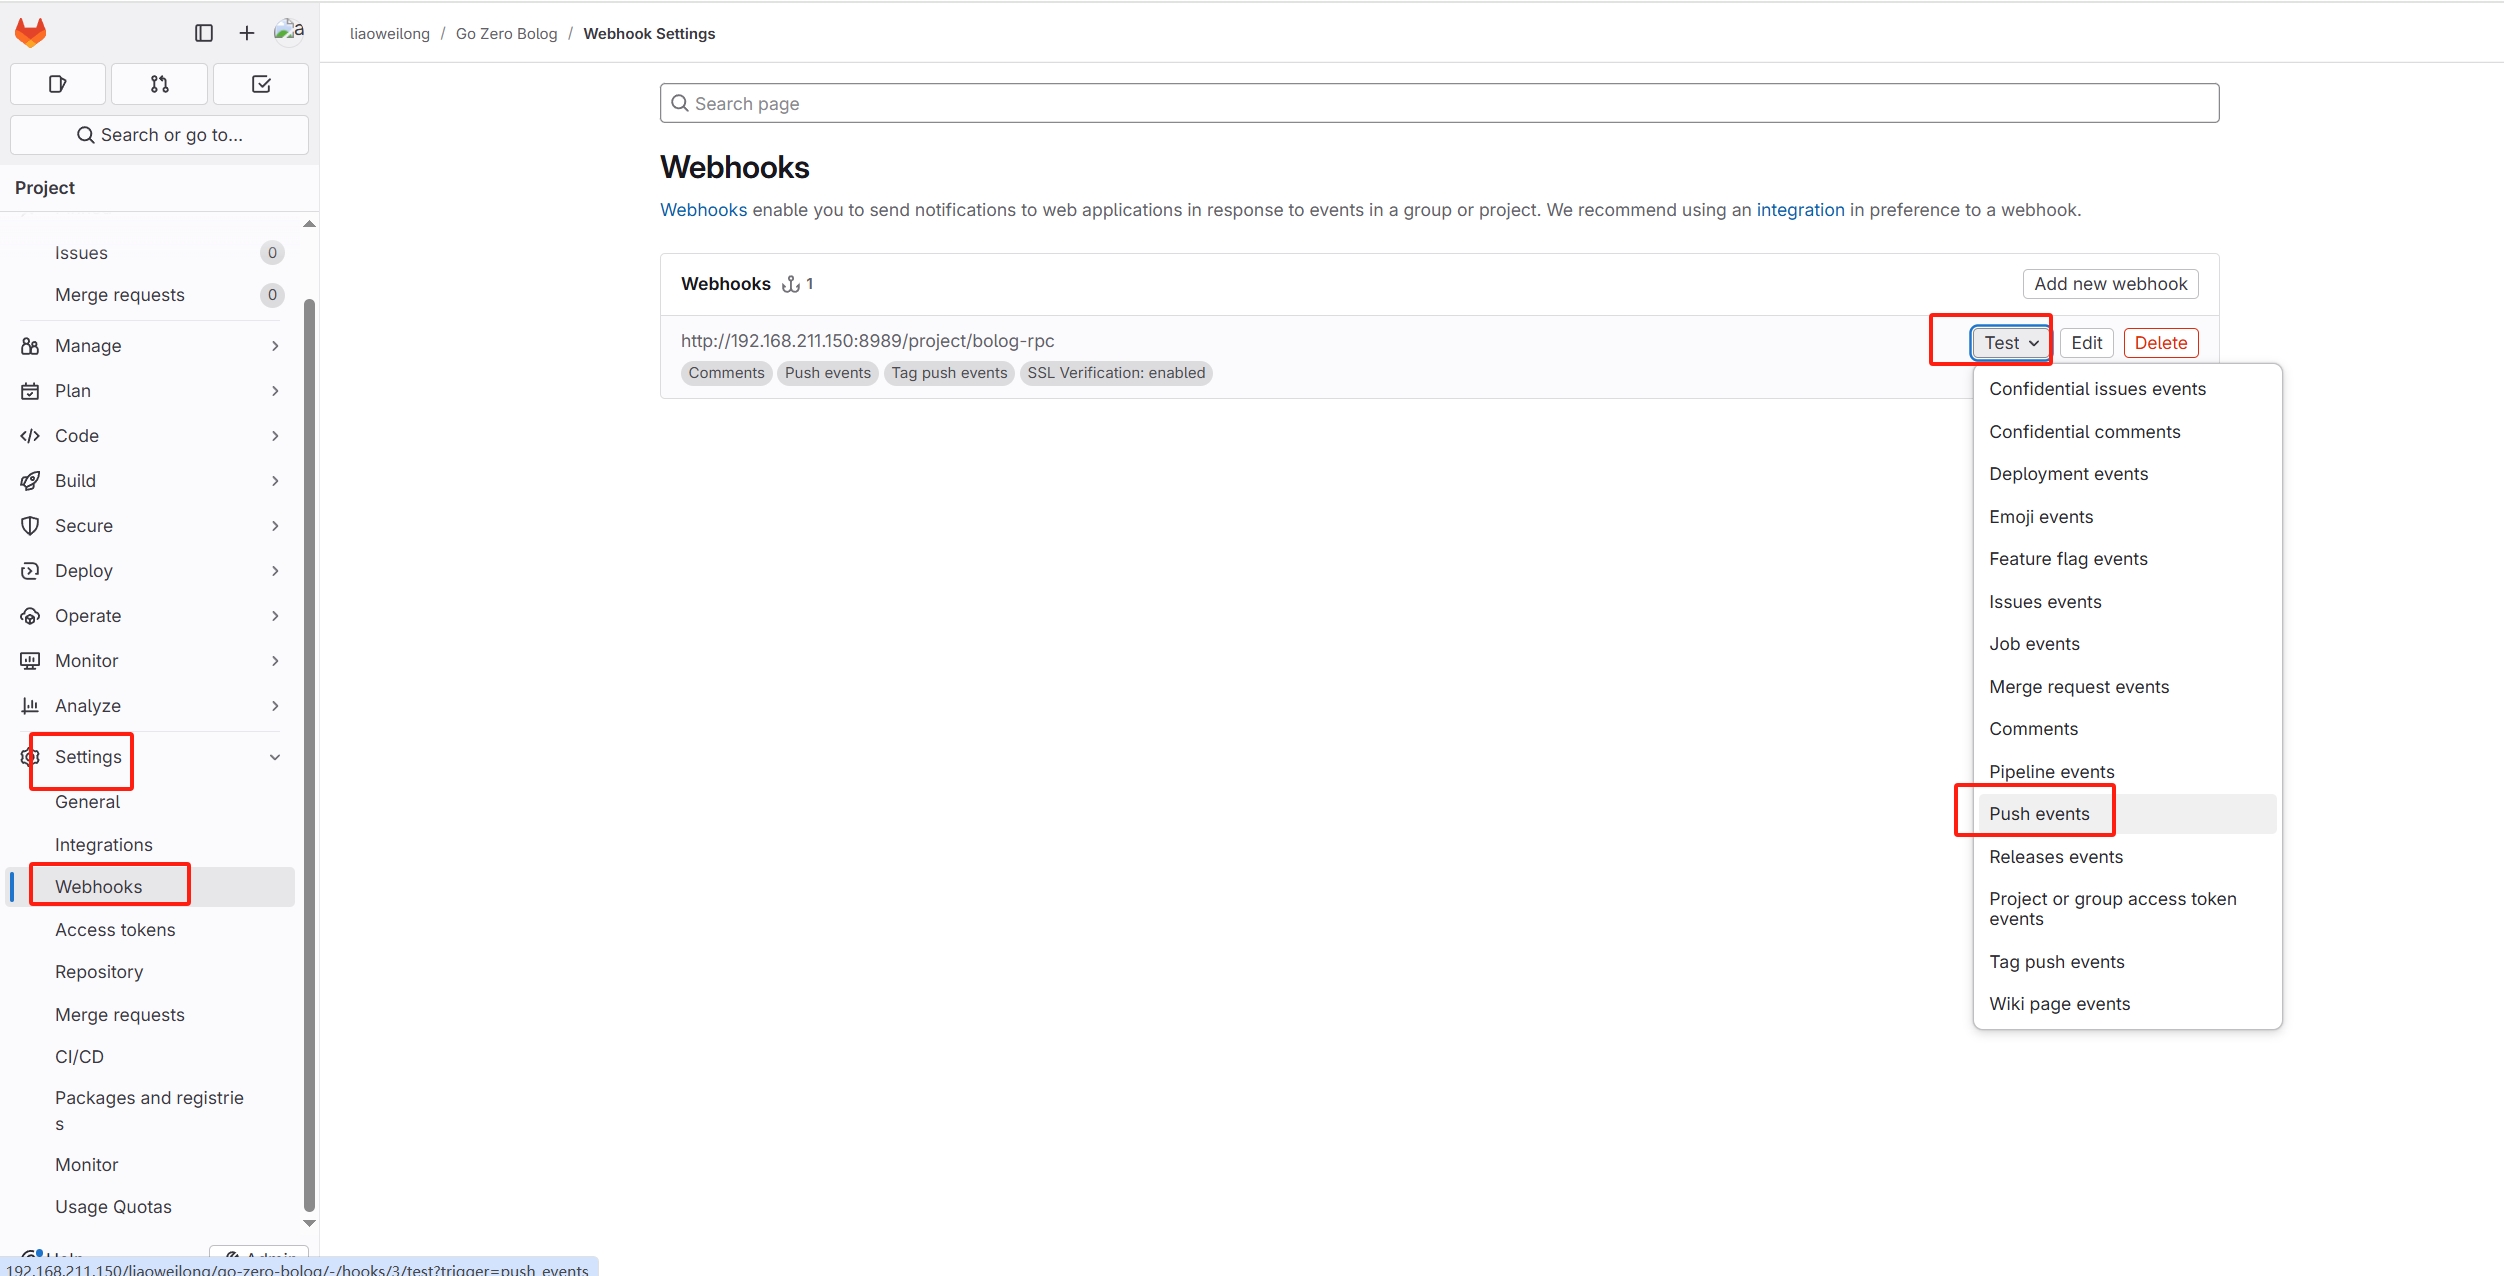 a
Search or go to...
Project
Issues 0
Merge requests 0
Manage
Plan
Code
Build
Secure
Deploy
Operate
Monitor
Analyze
Settings
General
Integrations
Webhooks
Access tokens
Repository
Merge requests
CI/CD
Packages and registrie
s
Monitor
Usage Quotas
Help
Admin
192.168.211.150/liaoweilong/go-zero-bolog/-/hooks/3/test?trigger=push_events
liaoweilong / Go Zero Bolog / Webhook Settings
Search page
Webhooks
Webhooks enable you to send notifications to web applications in response to events in a group or project. We recommend using an integration in preference to a webhook.
Webhooks 1
Add new webhook
http://192.168.211.150:8989/project/bolog-rpc
Test Edit Delete
Comments Push events Tag push events SSL Verification: enabled
Confidential issues events
Confidential comments
Deployment events
Emoji events
Feature flag events
Issues events
Job events
Merge request events
Comments
Pipeline events
Push events
Releases events
Project or group access token
events
Tag push events
Wiki page events